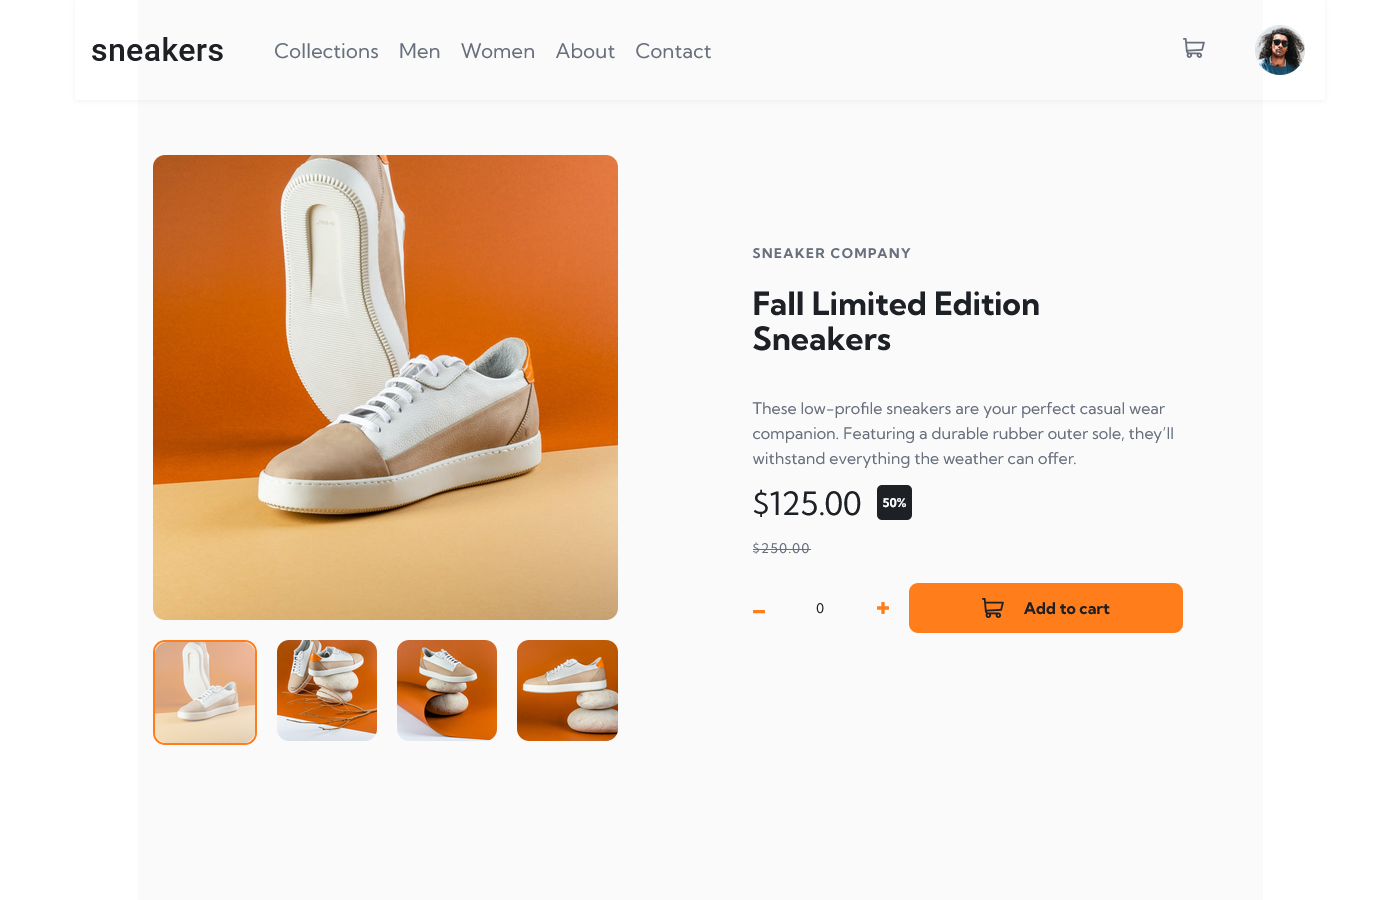 sneakers
Collections Men Women About Contact
SNEAKER COMPANY
Fall Limited Edition
Sneakers
These low-profile sneakers are your perfect casual wear
companion. Featuring a durable rubber outer sole, they’ll
withstand everything the weather can offer.
$125.00 50%
$250.00
0
Add to cart